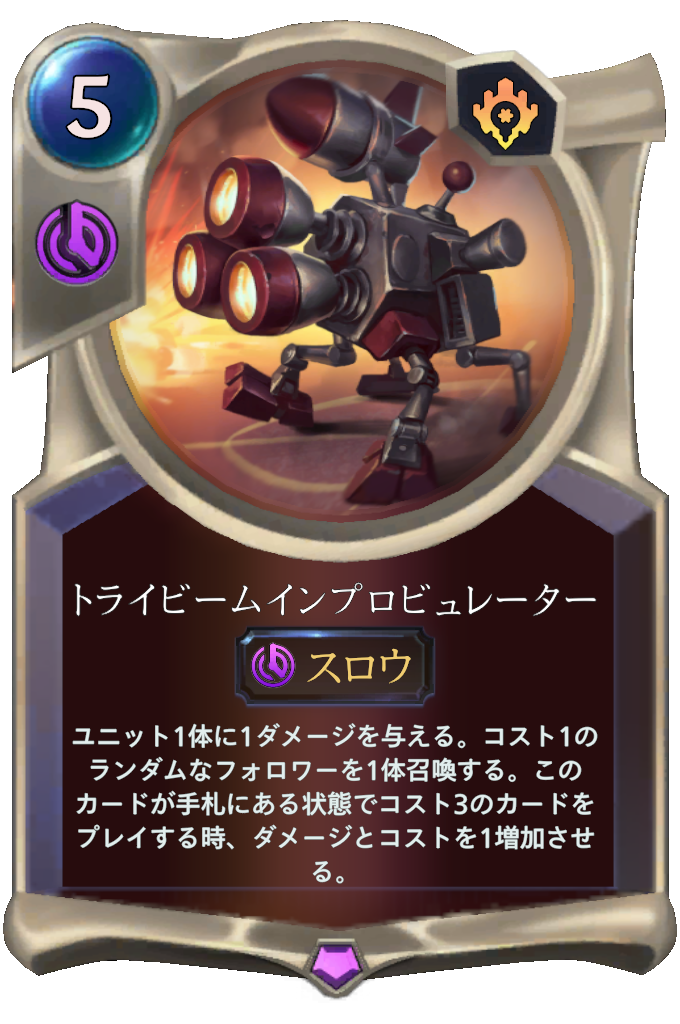 5
トライビームインプロビュレーター
スロウ
ユニット1体に1ダメージを与える。コスト1の
ランダムなフォロワーを1体召喚する。この
カードが手札にある状態でコスト3のカードを
プレイする時、ダメージとコストを1増加させ
る。